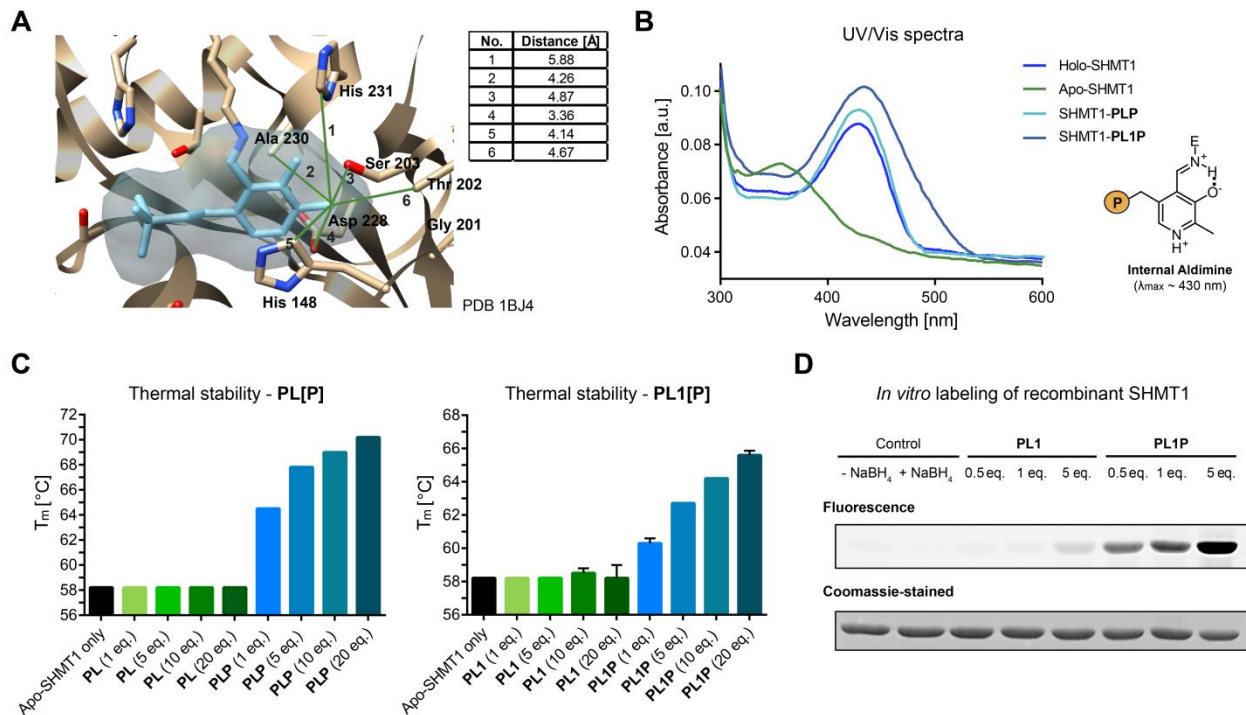 A
His 231
Ala 230
Ser 203
Thr 202
Asp 228
Gly 201
His 148
1
2
3
4
5
6
PDB 1BJ4
No. Distance [Å]
1 5.88
2 4.26
3 4.87
4 3.36
5 4.14
6 4.67
B
UV/Vis spectra
Absorbance [a.u.]
0.10
0.08
0.06
0.04
300 400 500 600
Wavelength [nm]
Holo-SHMT1
Apo-SHMT1
SHMT1-PLP
SHMT1-PL1P
E
N+
H
O-
P
N+
H
Internal Aldimine
(λmax ~ 430 nm)
C
Thermal stability - PL[P]
Tm [°C]
72
70
68
66
64
62
60
58
56
Apo-SHMT1 only
PL (1 eq.)
PL (5 eq.)
PL (10 eq.)
PL (20 eq.)
PLP (1 eq.)
PLP (5 eq.)
PLP (10 eq.)
PLP (20 eq.)
Thermal stability - PL1[P]
Tm [°C]
68
66
64
62
60
58
56
Apo-SHMT1 only
PL1 (1 eq.)
PL1 (5 eq.)
PL1 (10 eq.)
PL1 (20 eq.)
PL1P (1 eq.)
PL1P (5 eq.)
PL1P (10 eq.)
PL1P (20 eq.)
D
In vitro labeling of recombinant SHMT1
Control PL1 PL1P
- NaBH4 + NaBH4 0.5 eq. 1 eq. 5 eq. 0.5 eq. 1 eq. 5 eq.
Fluorescence
Coomassie-stained